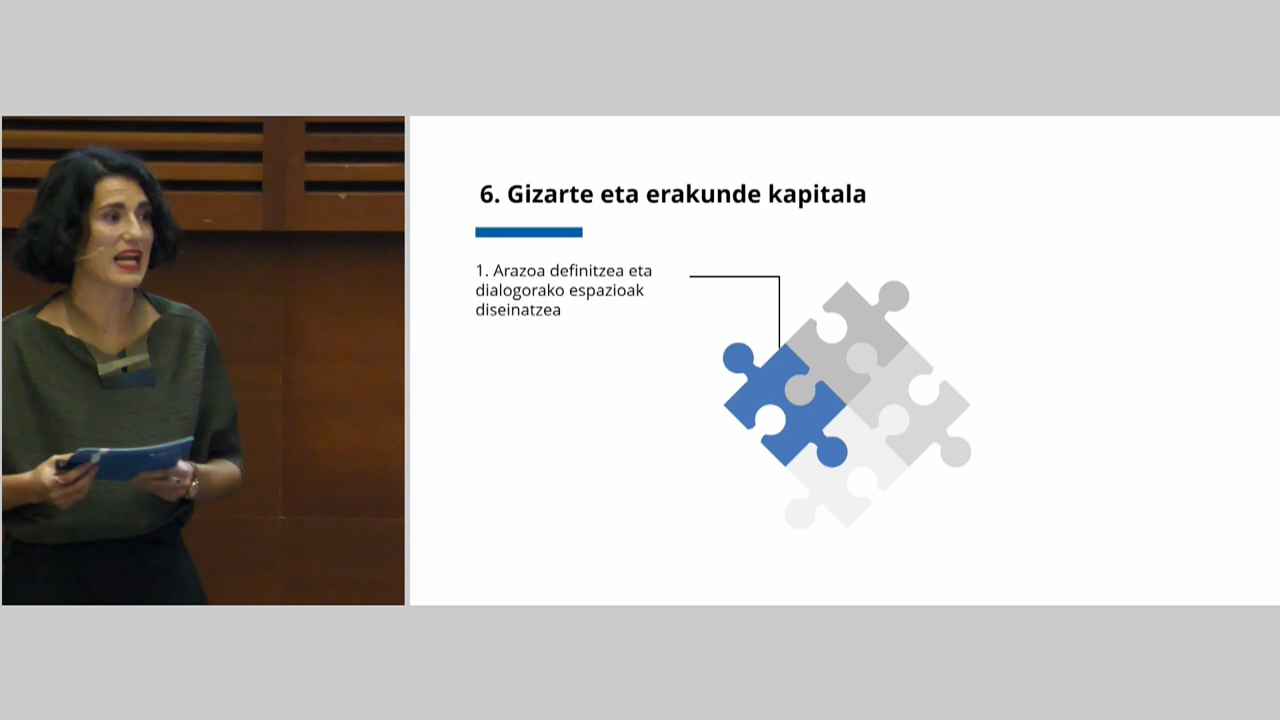 6. Gizarte eta erakunde kapitala
1. Arazoa definitzea eta
dialogorako espazioak
diseinatzea